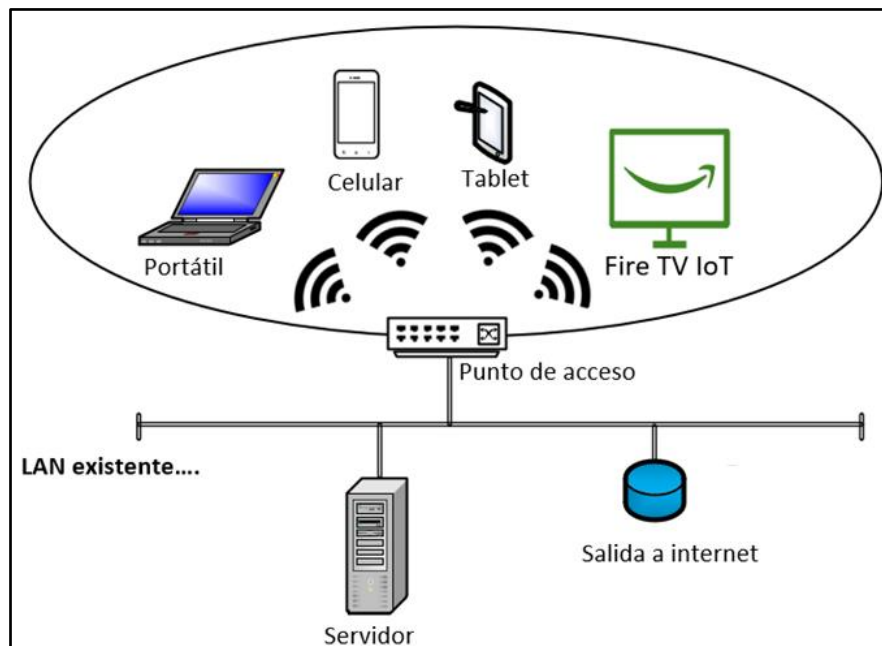 Celular
Tablet
Portátil
Fire TV IoT
Punto de acceso
LAN existente....
Salida a internet
Servidor